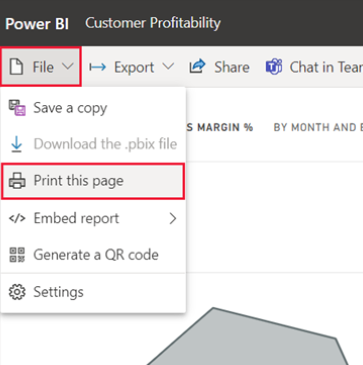 Power BI Customer Profitability
File Export Share Chat in Team
Save a copy
Download the .pbix file
S MARGIN % BY MONTH AND E
Print this page
</> Embed report
Generate a QR code
Settings